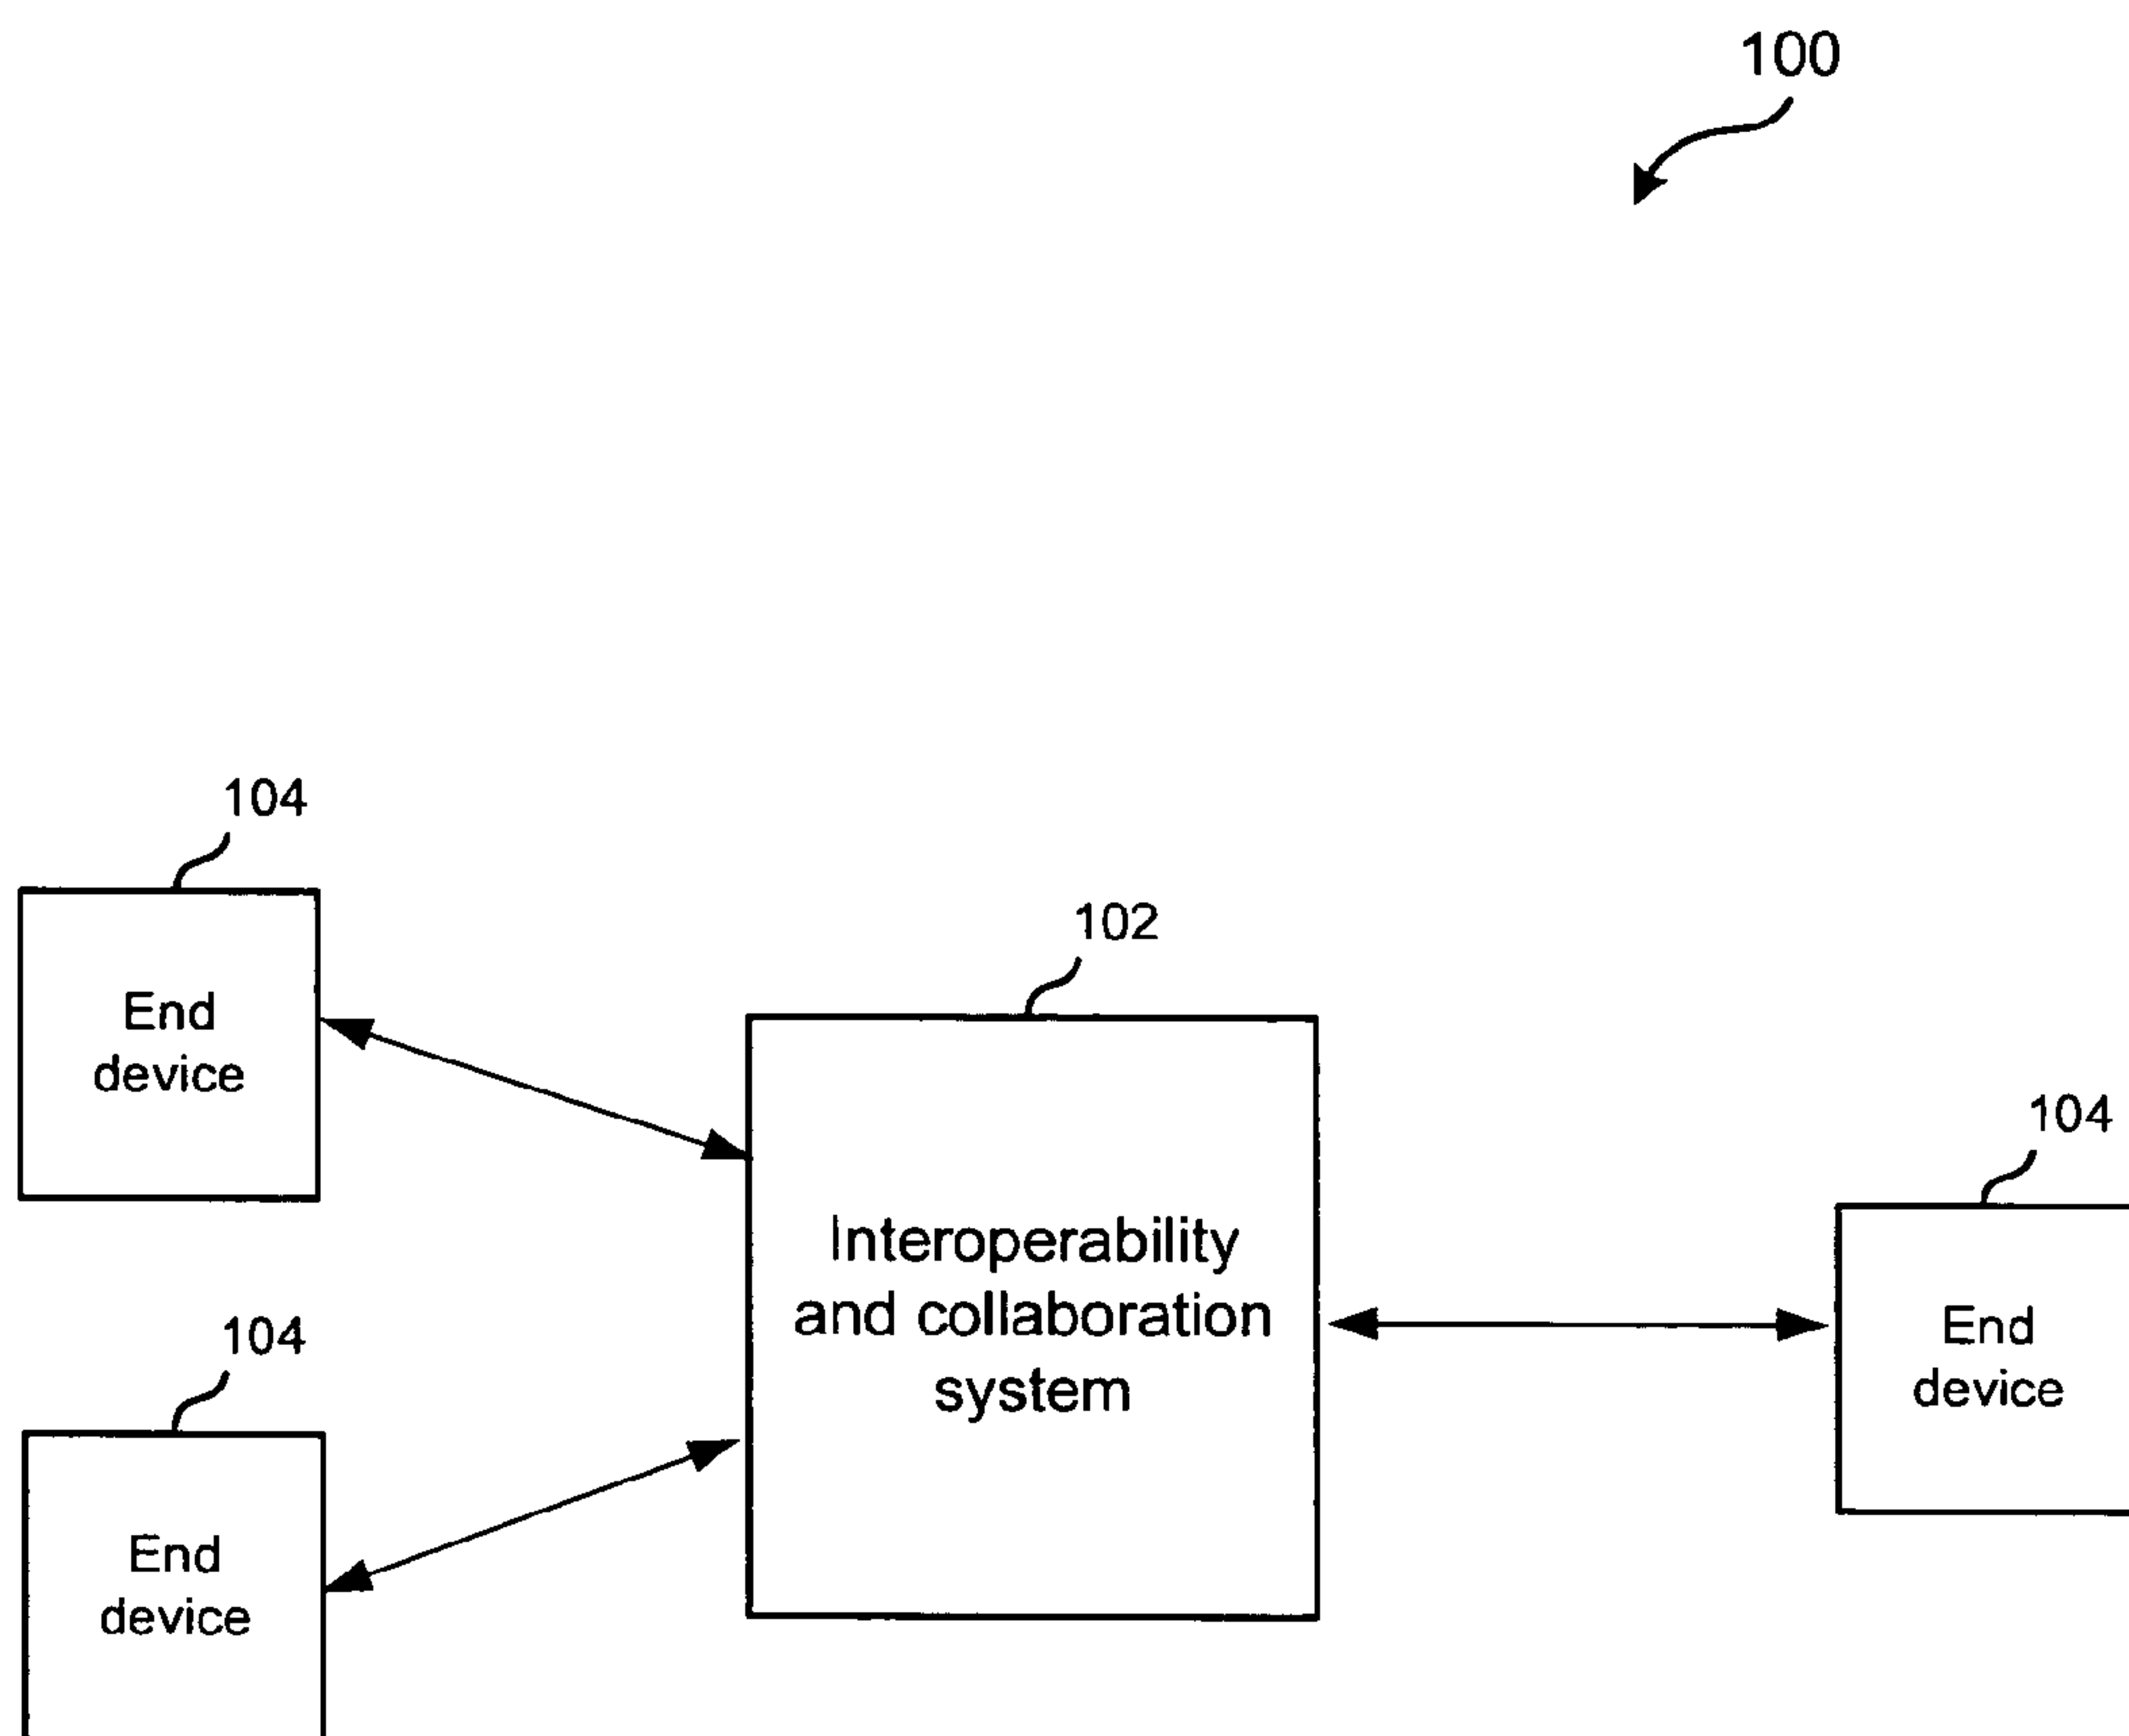 100
104
End
device
102
Interoperability
and collaboration
system
104
End
device
104
End
device